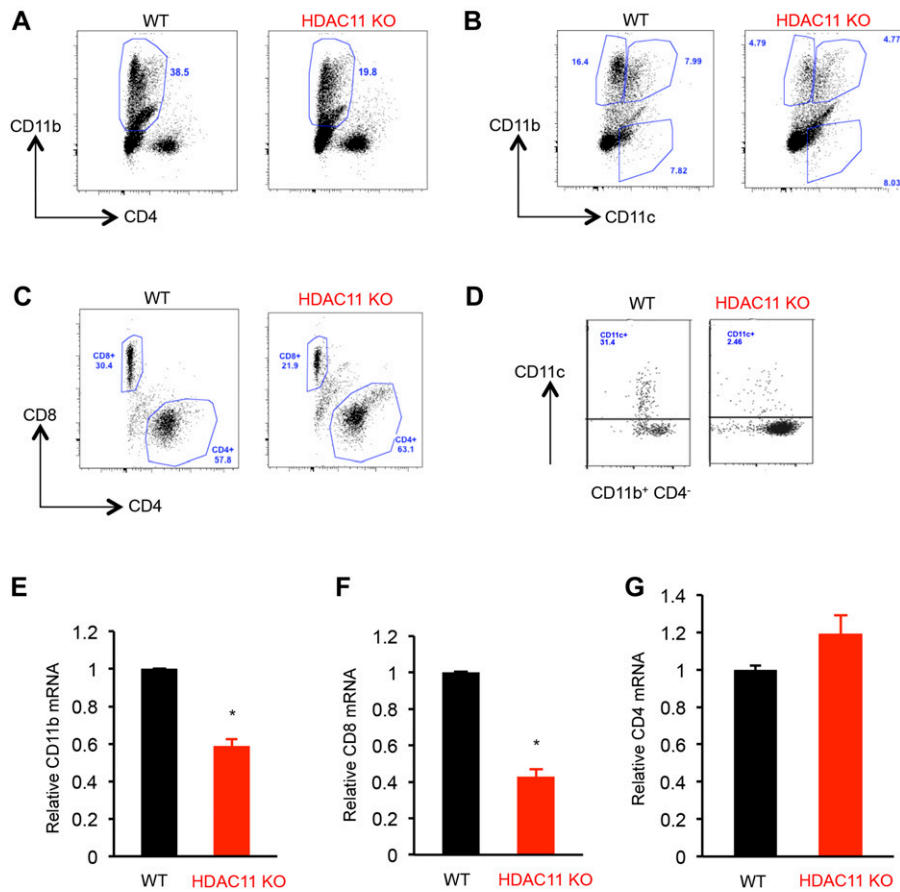 A
WT
HDAC11 KO
38.5
19.8
CD11b
CD4
B
WT
HDAC11 KO
16.4
7.99
7.82
4.79
4.77
8.03
CD11b
CD11c
C
WT
HDAC11 KO
CD8+
30.4
CD4+
57.8
CD8+
21.9
CD4+
63.1
CD8
CD4
D
WT
HDAC11 KO
CD11c+
31.4
CD11c+
2.46
CD11c
CD11b+ CD4-
E
Relative CD11b mRNA
1.2
1
0.8
0.6
0.4
0.2
0
*
WT
HDAC11 KO
F
Relative CD8 mRNA
1.2
1
0.8
0.6
0.4
0.2
0
*
WT
HDAC11 KO
G
Relative CD4 mRNA
1.4
1.2
1
0.8
0.6
0.4
0.2
0
WT
HDAC11 KO